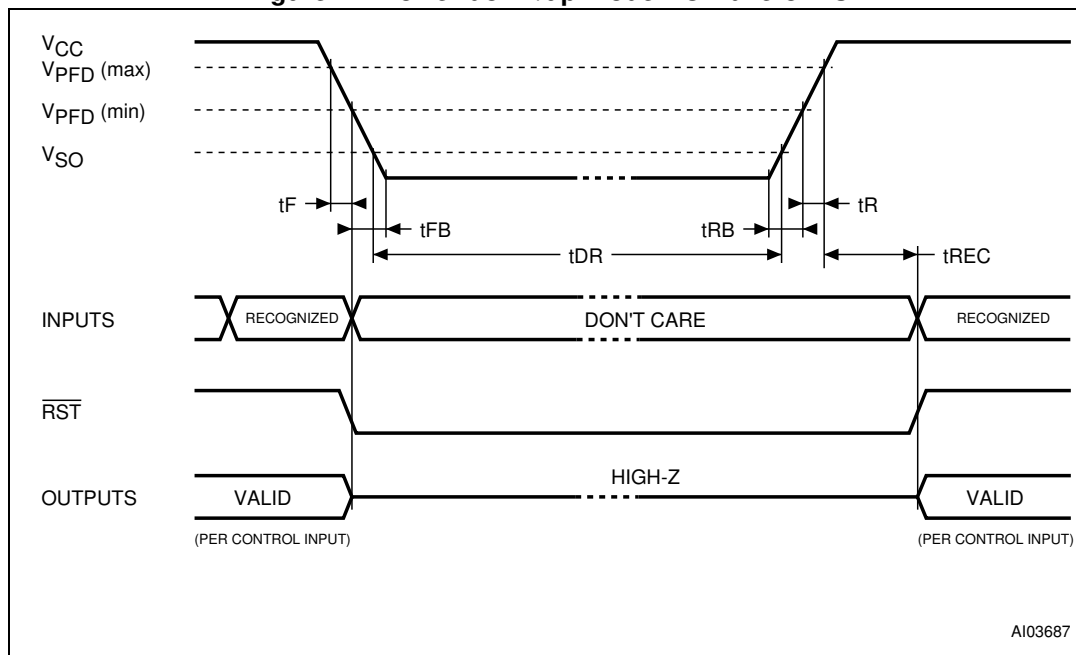 VCC
VPFD (max)
VPFD (min)
VSO
tF
tFB
tDR
tRB
tR
tREC
INPUTS
RECOGNIZED
DON'T CARE
RECOGNIZED
RST
HIGH-Z
OUTPUTS
VALID
VALID
(PER CONTROL INPUT)
(PER CONTROL INPUT)
AI03687